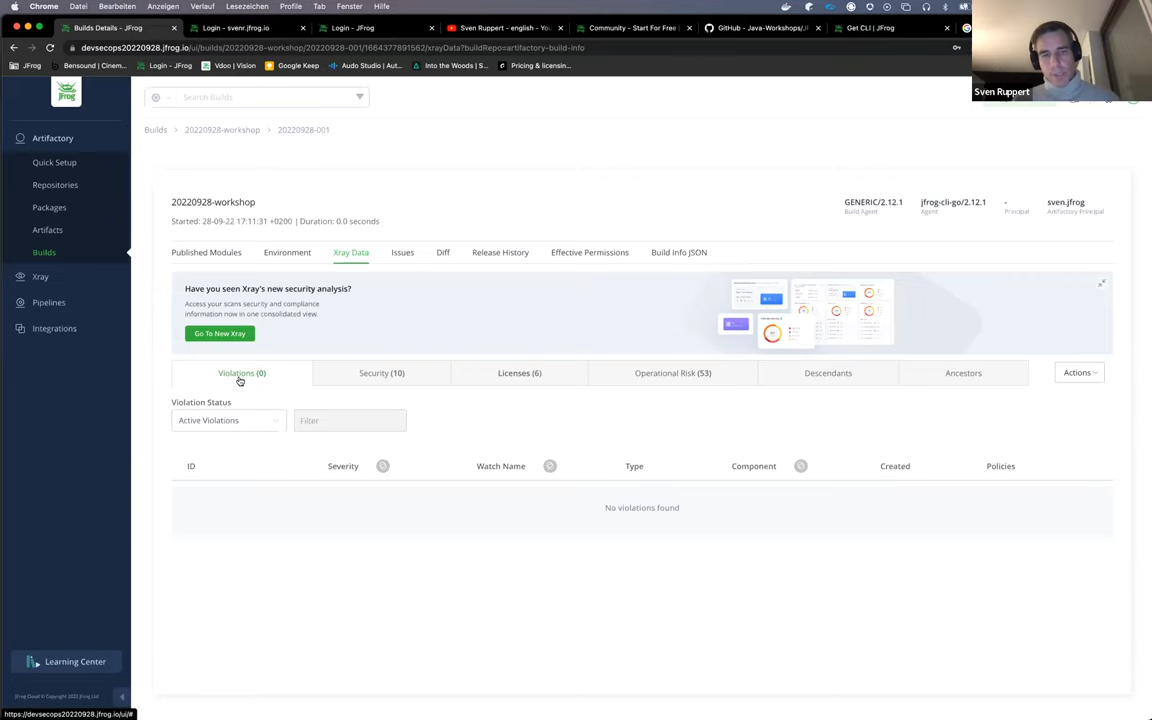 Chrome Datei Bearbeiten Anzeigen Verlauf Lesezeichen Profile Tab Fenster Hilfe
Builds Details - JFrog
Login - svenr.jfrog.io
Login - JFrog
Sven Ruppert - english - You
Community - Start For Free
GitHub - Java-Workshops/JF
Get CLI | JFrog
devsecops20220928.jfrog.io/ui/builds/20220928-workshop/20220928-001/1664377891562/xrayData?buildRepo=artifactory-build-info
JFrog
Bensound | Cinem...
Login - JFrog
Vdoo | Vision
Google Keep
Audo Studio | Aut...
Into the Woods | S...
Pricing & licensin...
Sven Ruppert
JFrog
Search Builds
Artifactory
Quick Setup
Repositories
Packages
Artifacts
Builds
Xray
Pipelines
Integrations
Learning Center
JFrog Cloud © Copyright 2022 JFrog Ltd
https://devsecops20220928.jfrog.io/ui/#
Builds > 20220928-workshop > 20220928-001
20220928-workshop
Started: 28-09-22 17:11:31 +0200 | Duration: 0.0 seconds
GENERIC/2.12.1 jfrog-cli-go/2.12.1 - sven.jfrog
Build Agent Agent Principal Artifactory Principal
Published Modules Environment Xray Data Issues Diff Release History Effective Permissions Build Info JSON
Have you seen Xray's new security analysis?
Access your scans security and compliance
information now in one consolidated view.
Go To New Xray
Violations (0) Security (10) Licenses (6) Operational Risk (53) Descendants Ancestors Actions
Violation Status
Active Violations Filter
ID Severity Watch Name Type Component Created Policies
No violations found